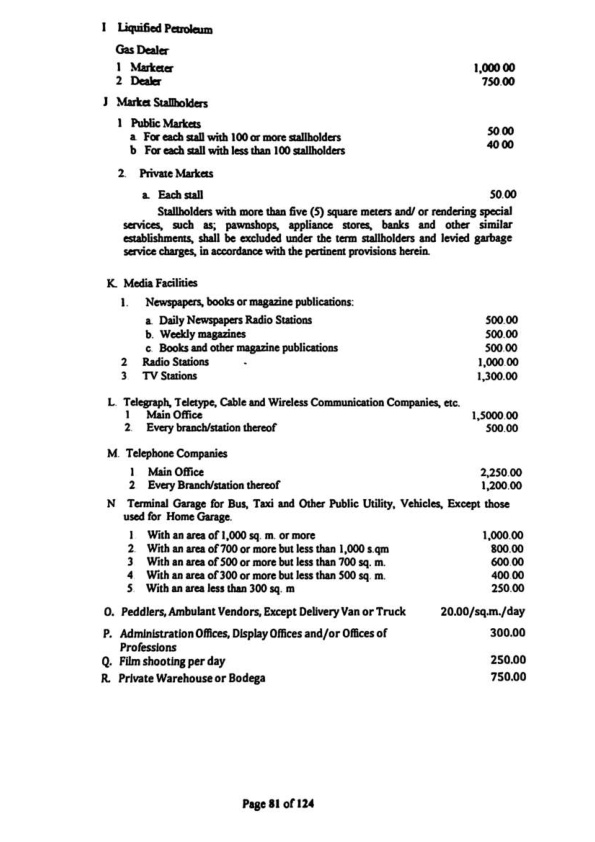 I Liquified Petroleum
Gas Dealer
1 Marketer 1,000 00
2 Dealer 750.00
J Market Stallholders
1 Public Markets
a. For each stall with 100 or more stallholders 50 00
b For each stall with less than 100 stallholders 40 00
2. Private Markets
a. Each stall 50.00
Stallholders with more than five (5) square meters and/ or rendering special
services, such as; pawnshops, appliance stores, banks and other similar
establishments, shall be excluded under the term stallholders and levied garbage
service charges, in accordance with the pertinent provisions herein.
K. Media Facilities
1. Newspapers, books or magazine publications:
a. Daily Newspapers Radio Stations 500.00
b. Weekly magazines 500.00
c. Books and other magazine publications 500.00
2 Radio Stations 1,000.00
3 TV Stations 1,300.00
L. Telegraph, Teletype, Cable and Wireless Communication Companies, etc.
1 Main Office 1,5000.00
2. Every branch/station thereof 500.00
M. Telephone Companies
1 Main Office 2,250.00
2 Every Branch/station thereof 1,200.00
N Terminal Garage for Bus, Taxi and Other Public Utility, Vehicles, Except those
used for Home Garage.
1. With an area of 1,000 sq. m. or more 1,000.00
2. With an area of 700 or more but less than 1,000 s.qm 800.00
3 With an area of 500 or more but less than 700 sq. m. 600.00
4 With an area of 300 or more but less than 500 sq. m. 400.00
5. With an area less than 300 sq. m 250.00
O. Peddlers, Ambulant Vendors, Except Delivery Van or Truck 20.00/sq.m./day
P. Administration Offices, Display Offices and/or Offices of 300.00
Professions
Q. Film shooting per day 250.00
R. Private Warehouse or Bodega 750.00
Page 81 of 124